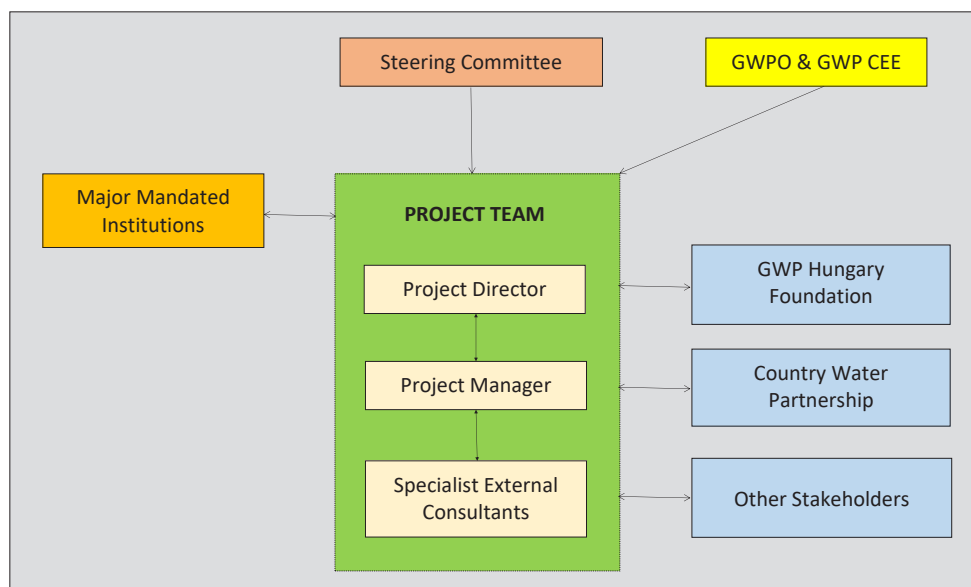 Steering Committee
GWPO & GWP CEE
Major Mandated
Institutions
PROJECT TEAM
Project Director
GWP Hungary
Foundation
Project Manager
Country Water
Partnership
Specialist External
Consultants
Other Stakeholders